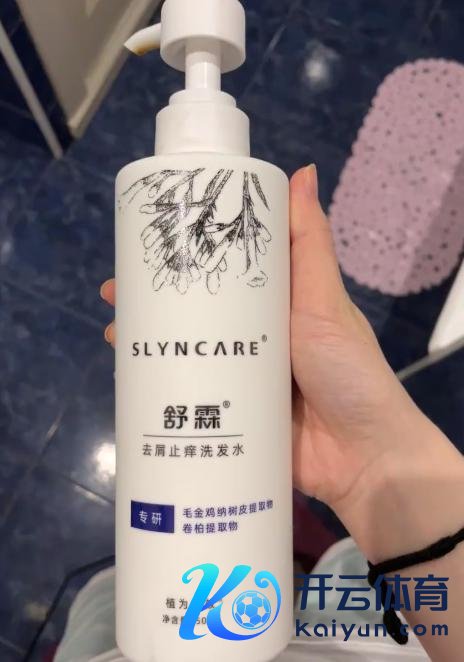 SLYNCARE®
舒霖®
去屑止痒洗发水
专研
毛金鸡纳树皮提取物
卷柏提取物
植为
净含量
开云体育
Kaiyun.com